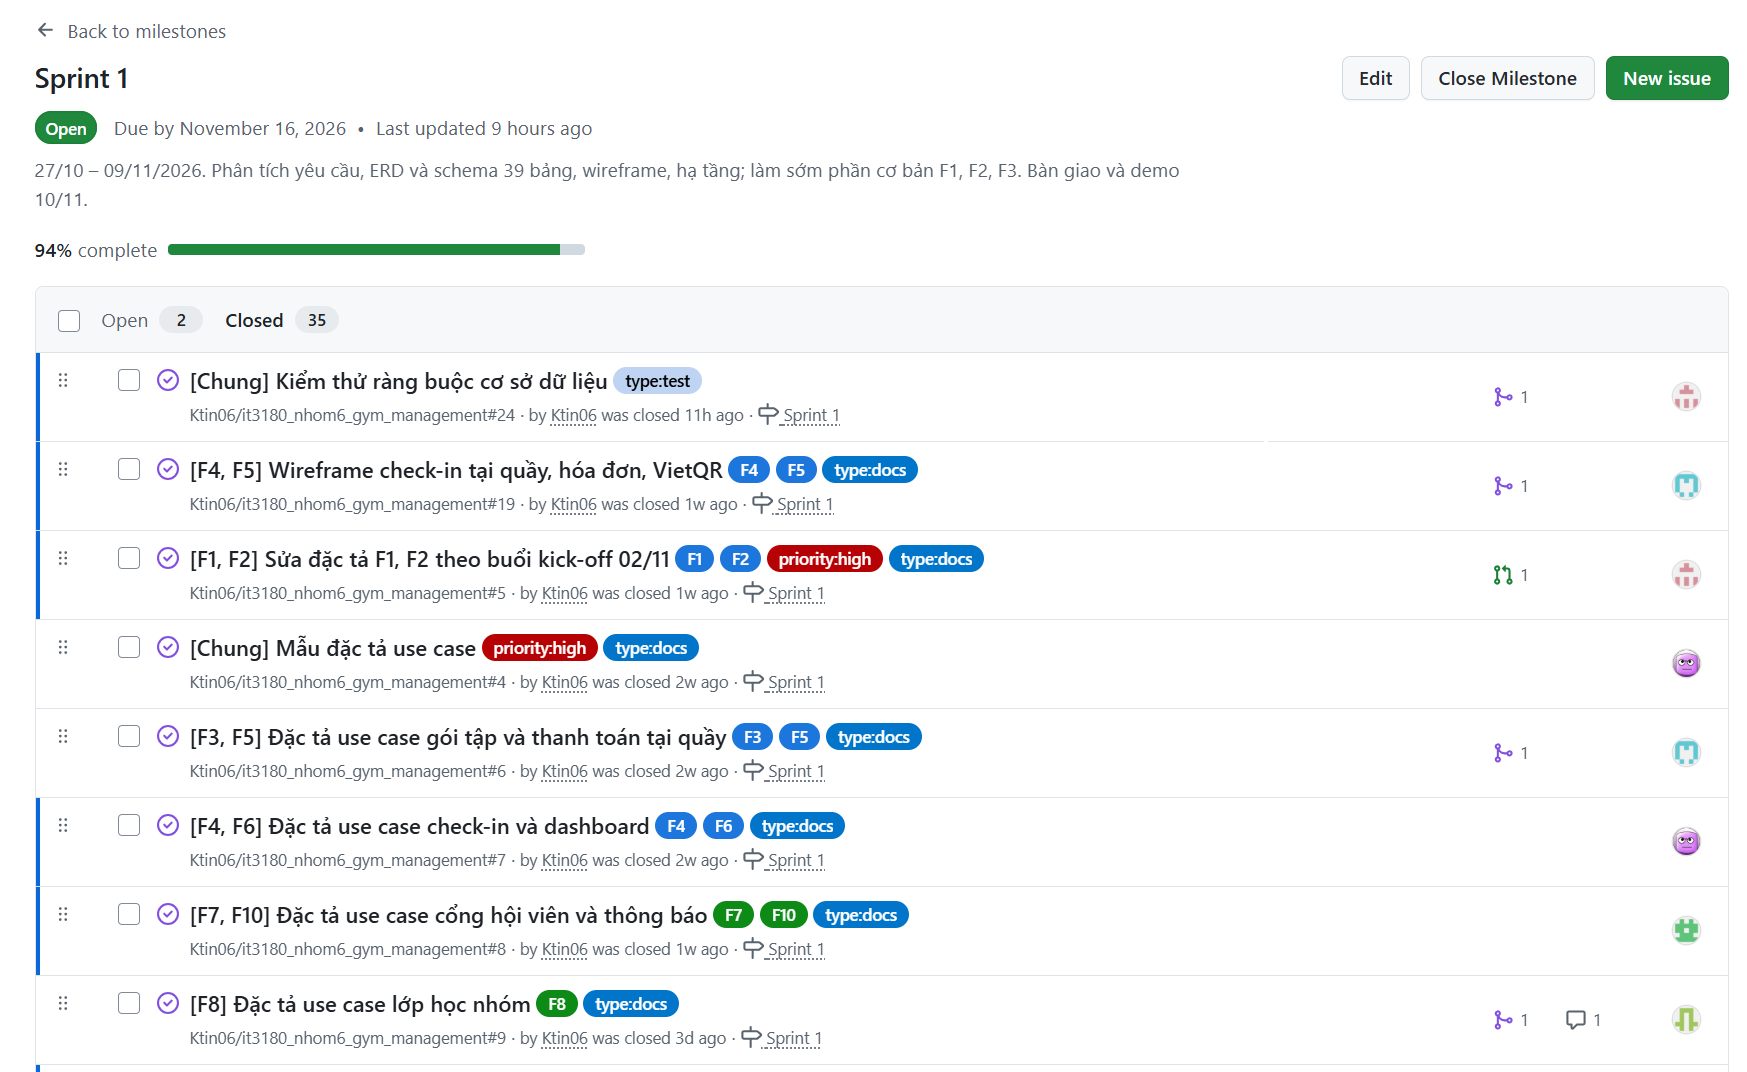 Back to milestones
Sprint 1
Edit
Close Milestone
New issue
Open Due by November 16, 2026 • Last updated 9 hours ago
27/10 – 09/11/2026. Phân tích yêu cầu, ERD và schema 39 bảng, wireframe, hạ tầng; làm sớm phần cơ bản F1, F2, F3. Bàn giao và demo
10/11.
94% complete
Open 2 Closed 35
[Chung] Kiểm thử ràng buộc cơ sở dữ liệu type:test
Ktin06/it3180_nhom6_gym_management#24 · by Ktin06 was closed 11h ago · Sprint 1
1
[F4, F5] Wireframe check-in tại quầy, hóa đơn, VietQR F4 F5 type:docs
Ktin06/it3180_nhom6_gym_management#19 · by Ktin06 was closed 1w ago · Sprint 1
1
[F1, F2] Sửa đặc tả F1, F2 theo buổi kick-off 02/11 F1 F2 priority:high type:docs
Ktin06/it3180_nhom6_gym_management#5 · by Ktin06 was closed 1w ago · Sprint 1
1
[Chung] Mẫu đặc tả use case priority:high type:docs
Ktin06/it3180_nhom6_gym_management#4 · by Ktin06 was closed 2w ago · Sprint 1
[F3, F5] Đặc tả use case gói tập và thanh toán tại quầy F3 F5 type:docs
Ktin06/it3180_nhom6_gym_management#6 · by Ktin06 was closed 2w ago · Sprint 1
1
[F4, F6] Đặc tả use case check-in và dashboard F4 F6 type:docs
Ktin06/it3180_nhom6_gym_management#7 · by Ktin06 was closed 2w ago · Sprint 1
[F7, F10] Đặc tả use case cổng hội viên và thông báo F7 F10 type:docs
Ktin06/it3180_nhom6_gym_management#8 · by Ktin06 was closed 1w ago · Sprint 1
[F8] Đặc tả use case lớp học nhóm F8 type:docs
Ktin06/it3180_nhom6_gym_management#9 · by Ktin06 was closed 3d ago · Sprint 1
1 1